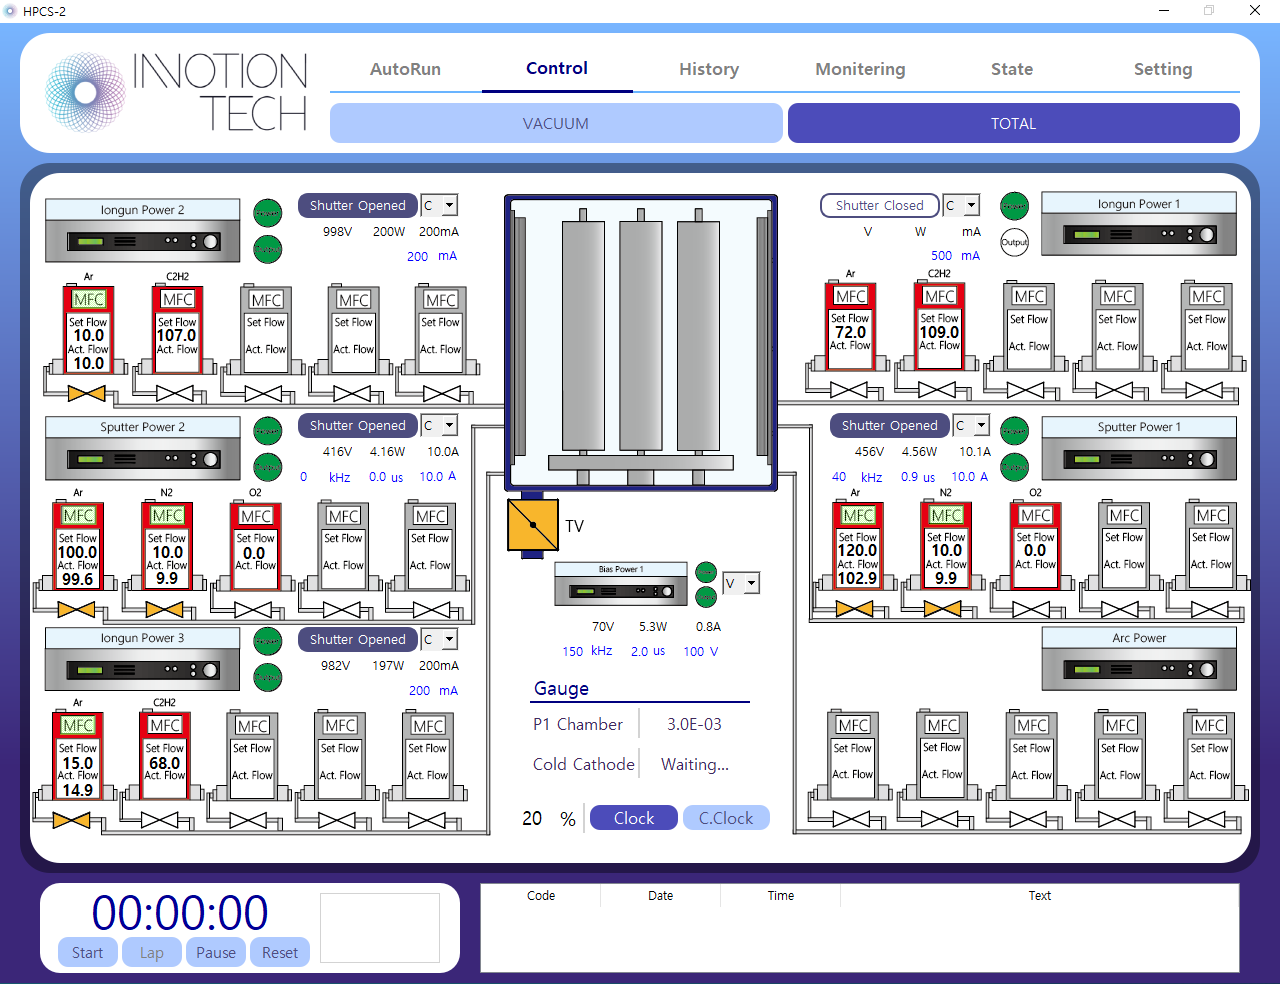 HPCS-2
INNOTION
TECH
AutoRun
Control
History
Monitering
State
Setting
VACUUM
TOTAL
Iongun Power 2
Shutter Opened
C
998V 200W 200mA
200 mA
Ar
MFC
Set Flow
10.0
Act. Flow
10.0
C2H2
MFC
Set Flow
107.0
Act. Flow
MFC
Set Flow
Act. Flow
MFC
Set Flow
Act. Flow
MFC
Set Flow
Act. Flow
Shutter Closed
C
V W mA
500 mA
Output
Iongun Power 1
Ar
MFC
Set Flow
72.0
Act. Flow
C2H2
MFC
Set Flow
109.0
Act. Flow
MFC
Set Flow
Act. Flow
MFC
Set Flow
Act. Flow
MFC
Set Flow
Act. Flow
Sputter Power 2
Shutter Opened
C
416V 4.16W 10.0A
0 kHz 0.0 us 10.0 A
Ar
MFC
Set Flow
100.0
Act. Flow
99.6
N2
MFC
Set Flow
10.0
Act. Flow
9.9
O2
MFC
Set Flow
0.0
Act. Flow
MFC
Set Flow
Act. Flow
MFC
Set Flow
Act. Flow
Shutter Opened
C
456V 4.56W 10.1A
40 kHz 0.9 us 10.0 A
Sputter Power 1
Ar
MFC
Set Flow
120.0
Act. Flow
102.9
N2
MFC
Set Flow
10.0
Act. Flow
9.9
O2
MFC
Set Flow
0.0
Act. Flow
MFC
Set Flow
Act. Flow
MFC
Set Flow
Act. Flow
TV
Bias Power 1
V
70V 5.3W 0.8A
150 kHz 2.0 us 100 V
Iongun Power 3
Shutter Opened
C
982V 197W 200mA
200 mA
Ar
MFC
Set Flow
15.0
Act. Flow
14.9
C2H2
MFC
Set Flow
68.0
Act. Flow
MFC
Set Flow
Act. Flow
MFC
Set Flow
Act. Flow
MFC
Set Flow
Act. Flow
Gauge
P1 Chamber 3.0E-03
Cold Cathode Waiting...
20 % Clock C.Clock
Arc Power
MFC
Set Flow
Act. Flow
MFC
Set Flow
Act. Flow
MFC
Set Flow
Act. Flow
MFC
Set Flow
Act. Flow
MFC
Set Flow
Act. Flow
00:00:00
Start Lap Pause Reset
Code Date Time Text